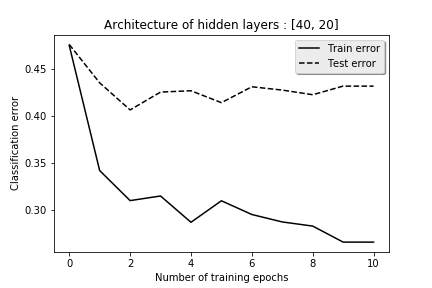 Architecture of hidden layers : [40, 20]
Train error
Test error
0.45
0.40
0.35
0.30
Classification error
0 2 4 6 8 10
Number of training epochs